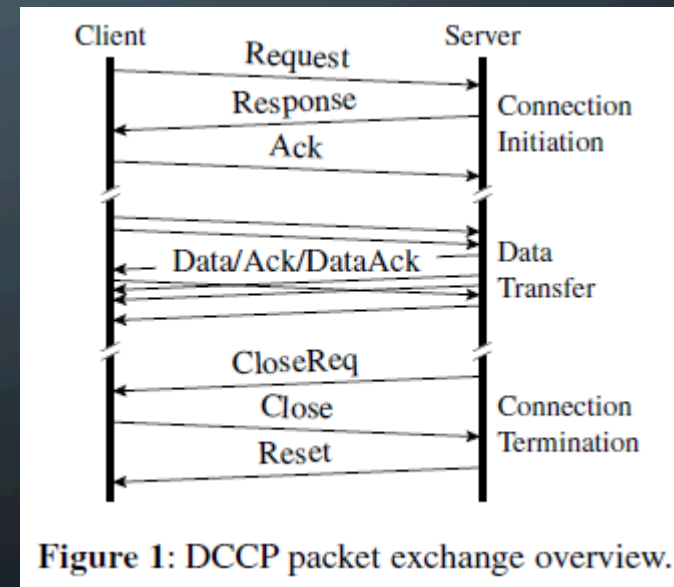 Client Server
Request
Response
Connection
Initiation
Ack
Data/Ack/DataAck
Data
Transfer
CloseReq
Close
Connection
Termination
Reset
Figure 1: DCCP packet exchange overview.